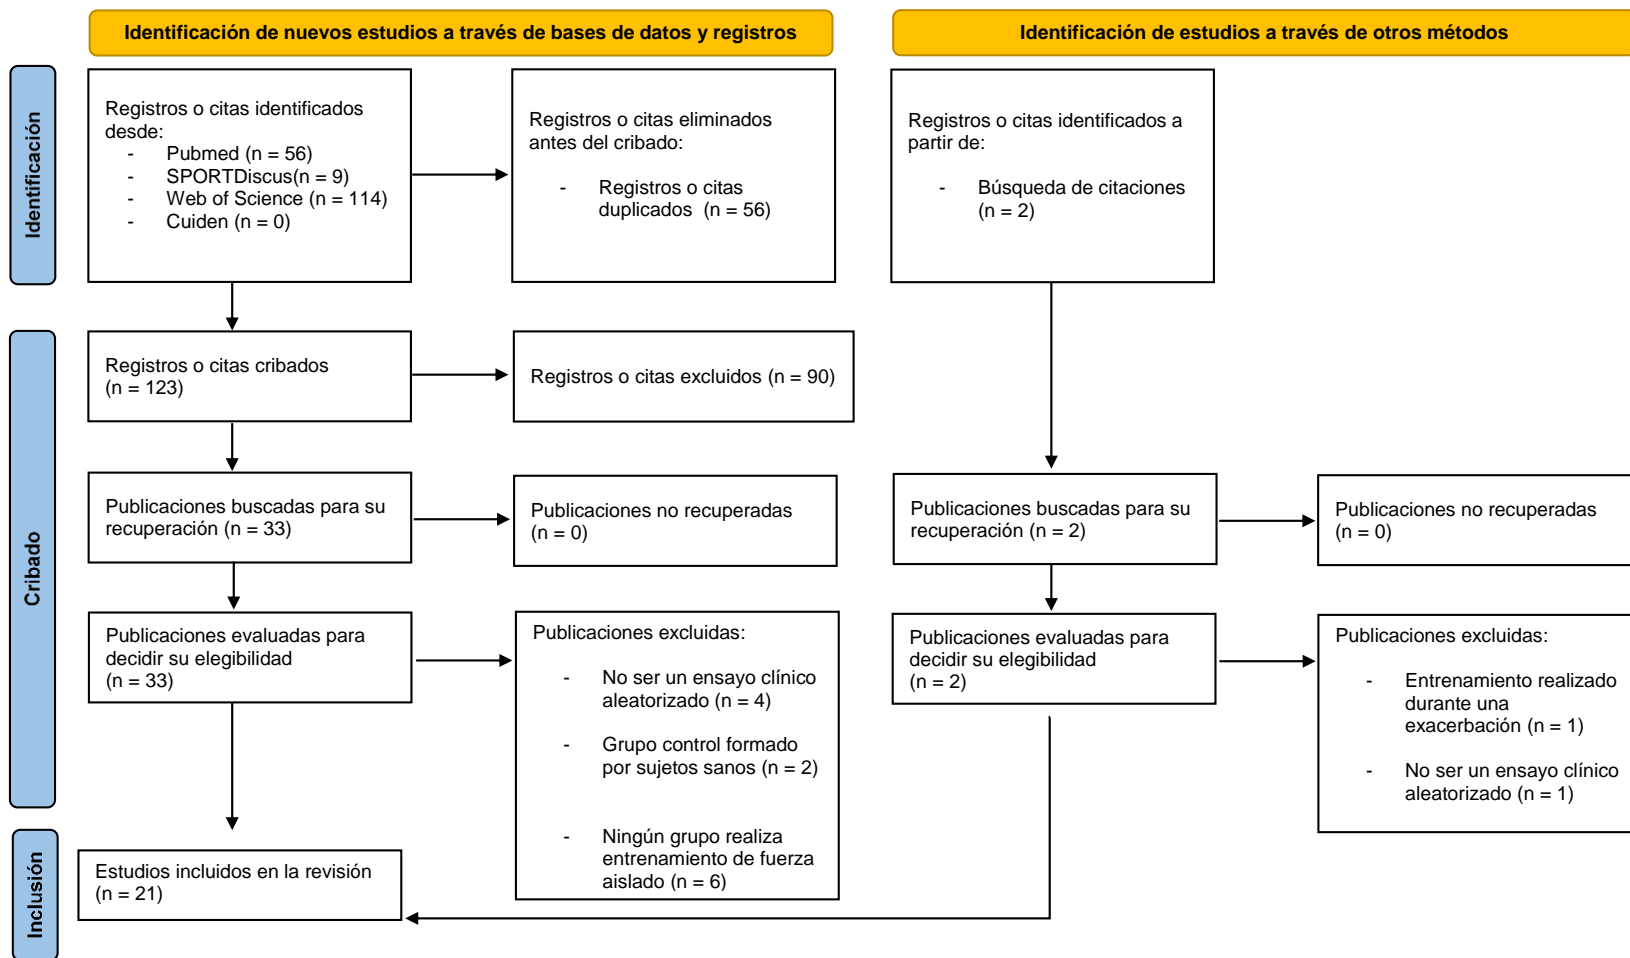 Identificación de nuevos estudios a través de bases de datos y registros
Identificación de estudios a través de otros métodos
Identificación
Registros o citas identificados
desde:
- Pubmed (n = 56)
- SPORTDiscus(n = 9)
- Web of Science (n = 114)
- Cuiden (n = 0)
Registros o citas eliminados
antes del cribado:
- Registros o citas
duplicados (n = 56)
Registros o citas identificados a
partir de:
- Búsqueda de citaciones
(n = 2)
Cribado
Registros o citas cribados
(n = 123)
Registros o citas excluidos (n = 90)
Publicaciones buscadas para su
recuperación (n = 33)
Publicaciones no recuperadas
(n = 0)
Publicaciones buscadas para su
recuperación (n = 2)
Publicaciones no recuperadas
(n = 0)
Publicaciones evaluadas para
decidir su elegibilidad
(n = 33)
Publicaciones excluidas:
- No ser un ensayo clínico
aleatorizado (n = 4)
- Grupo control formado
por sujetos sanos (n = 2)
- Ningún grupo realiza
entrenamiento de fuerza
aislado (n = 6)
Publicaciones evaluadas para
decidir su elegibilidad
(n = 2)
Publicaciones excluidas:
- Entrenamiento realizado
durante una
exacerbación (n = 1)
- No ser un ensayo clínico
aleatorizado (n = 1)
Inclusión
Estudios incluidos en la revisión
(n = 21)